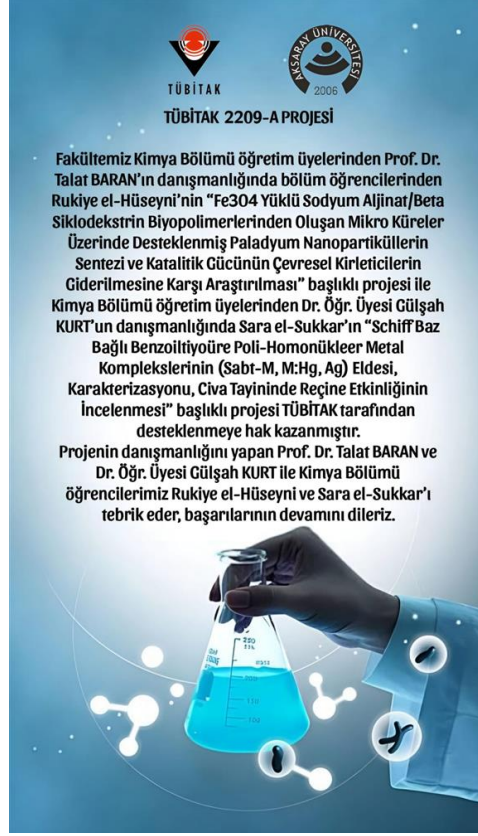 TÜBİTAK
AKSARAY ÜNİVERSİTESİ
2006
TÜBİTAK 2209-A PROJESİ
Fakültemiz Kimya Bölümü öğretim üyelerinden Prof. Dr.
Talat BARAN'ın danışmanlığında bölüm öğrencilerinden
Rukiye el-Hüseyni'nin “Fe304 Yüklü Sodyum Aljinat/Beta
Siklodekstrin Biyopolimerlerinden Oluşan Mikro Küreler
Üzerinde Desteklenmiş Paladyum Nanopartiküllerin
Sentezi ve Katalitik Gücünün Çevresel Kirleticilerin
Giderilmesine Karşı Araştırılması” başlıklı projesi ile
Kimya Bölümü öğretim üyelerinden Dr. Öğr. Üyesi Gülşah
KURT'un danışmanlığında Sara el-Sukkar'ın “Schiff Baz
Bağlı Benzoiltiyoüre Poli-Homonükleer Metal
Komplekslerinin (Sabt-M, M:Hg, Ag) Eldesi,
Karakterizasyonu, Civa Tayininde Reçine Etkinliğinin
İncelenmesi” başlıklı projesi TÜBİTAK tarafından
desteklenmeye hak kazanmıştır.
Projenin danışmanlığını yapan Prof. Dr. Talat BARAN ve
Dr. Öğr. Üyesi Gülşah KURT ile Kimya Bölümü
öğrencilerimiz Rukiye el-Hüseyni ve Sara el-Sukkar'ı
tebrik eder, başarılarının devamını dileriz.
250